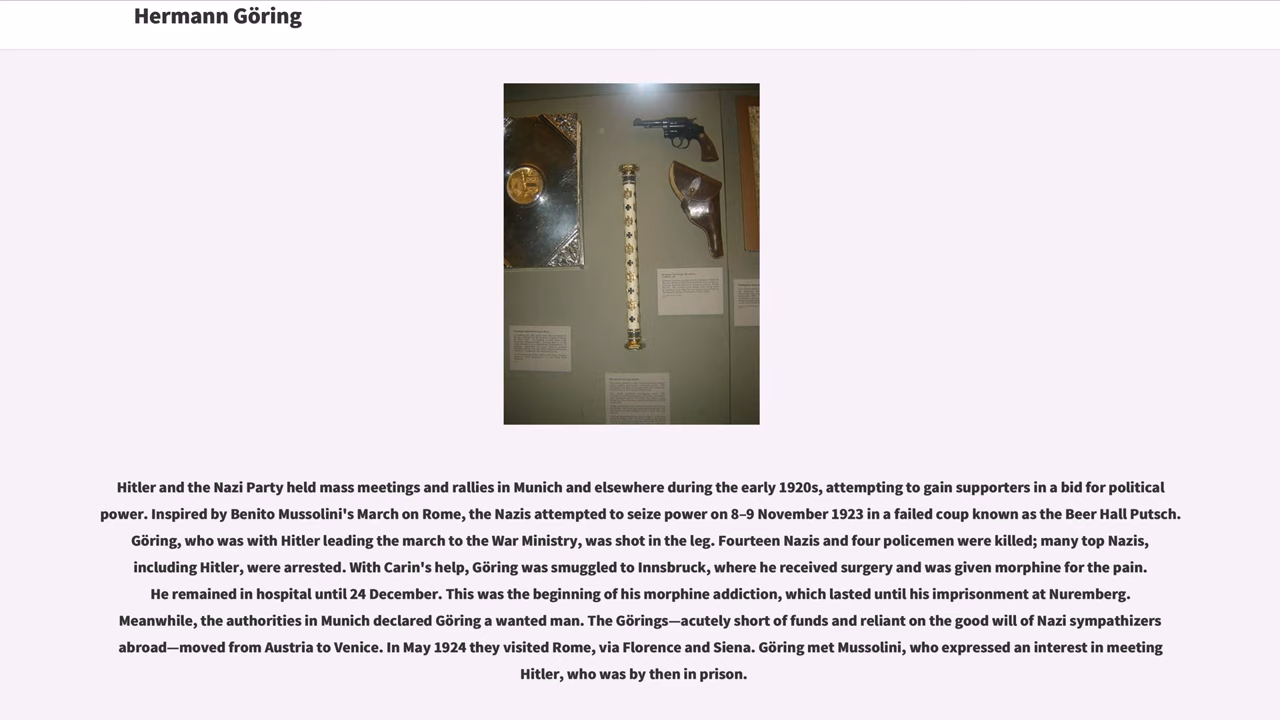 Hermann Göring
Hitler and the Nazi Party held mass meetings and rallies in Munich and elsewhere during the early 1920s, attempting to gain supporters in a bid for political
power. Inspired by Benito Mussolini's March on Rome, the Nazis attempted to seize power on 8–9 November 1923 in a failed coup known as the Beer Hall Putsch.
Göring, who was with Hitler leading the march to the War Ministry, was shot in the leg. Fourteen Nazis and four policemen were killed; many top Nazis,
including Hitler, were arrested. With Carin's help, Göring was smuggled to Innsbruck, where he received surgery and was given morphine for the pain.
He remained in hospital until 24 December. This was the beginning of his morphine addiction, which lasted until his imprisonment at Nuremberg.
Meanwhile, the authorities in Munich declared Göring a wanted man. The Görings—acutely short of funds and reliant on the good will of Nazi sympathizers
abroad—moved from Austria to Venice. In May 1924 they visited Rome, via Florence and Siena. Göring met Mussolini, who expressed an interest in meeting
Hitler, who was by then in prison.